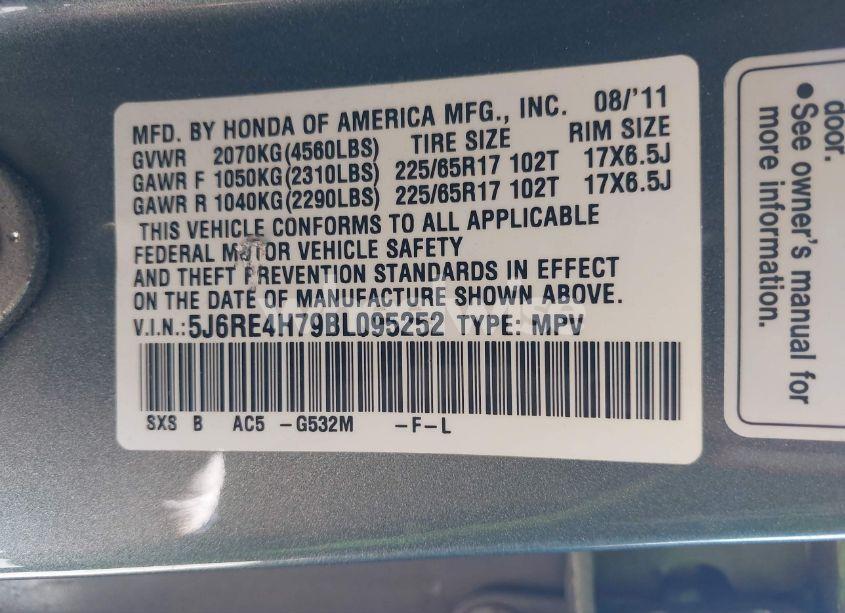 MFD. BY HONDA OF AMERICA MFG., INC. 08/'11
GVWR 2070KG(4560LBS) TIRE SIZE RIM SIZE
GAWR F 1050KG(2310LBS) 225/65R17 102T 17X6.5J
GAWR R 1040KG(2290LBS) 225/65R17 102T 17X6.5J
THIS VEHICLE CONFORMS TO ALL APPLICABLE
FEDERAL MOTOR VEHICLE SAFETY
AND THEFT PREVENTION STANDARDS IN EFFECT
ON THE DATE OF MANUFACTURE SHOWN ABOVE.
V.I.N.:5J6RE4H79BL095252 TYPE: MPV
SXS B AC5 -G532M -F-L
door.
● See owner's manual for
more information.